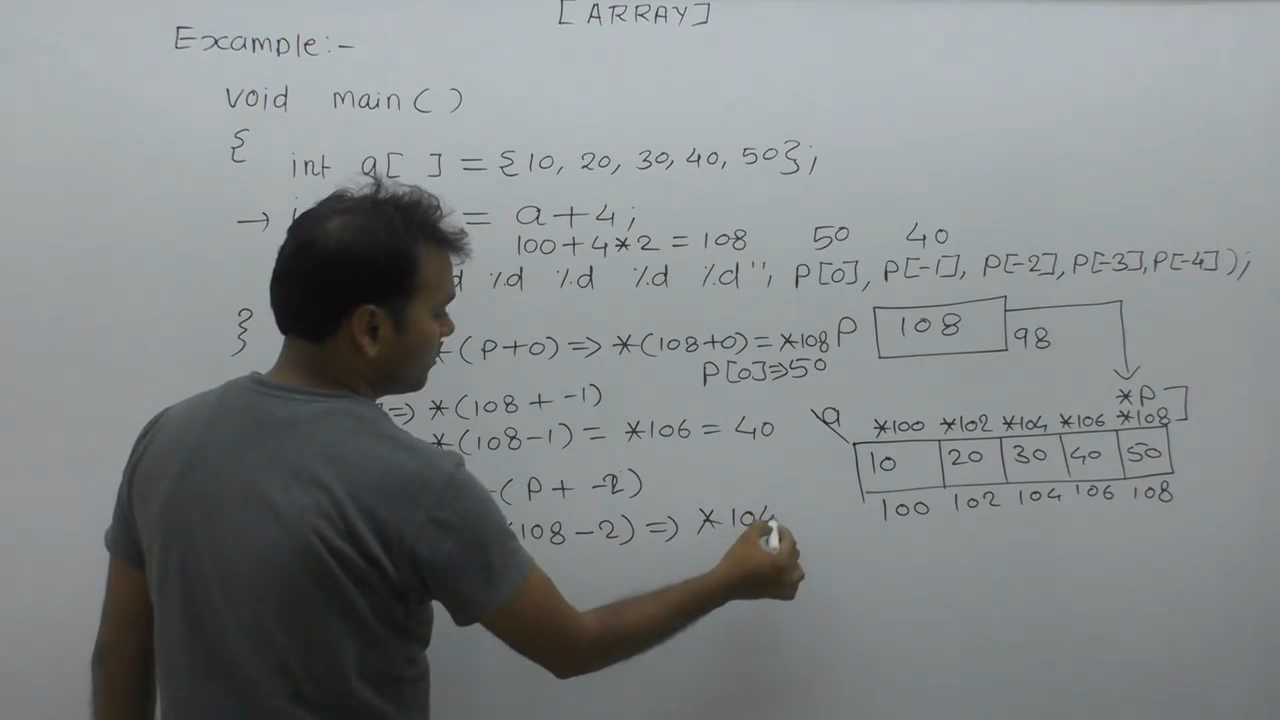 [ARRAY]
Example:-
void main()
{
int a[ ] = {10, 20, 30, 40, 50};
→ = a+4;
100+4*2 = 108 50 40
d %d %d %d %d", P[0], P[-1], P[-2], P[-3], P[-4]);
}
*(P+0) => *(108+0) = *108
P[0]=>50
P 108
98
=> *(108 + -1)
*(108-1) = *106 = 40
(P + -2)
(108-2) => *104
*P
a *100 *102 *104 *106 *108
10 20 30 40 50
100 102 104 106 108